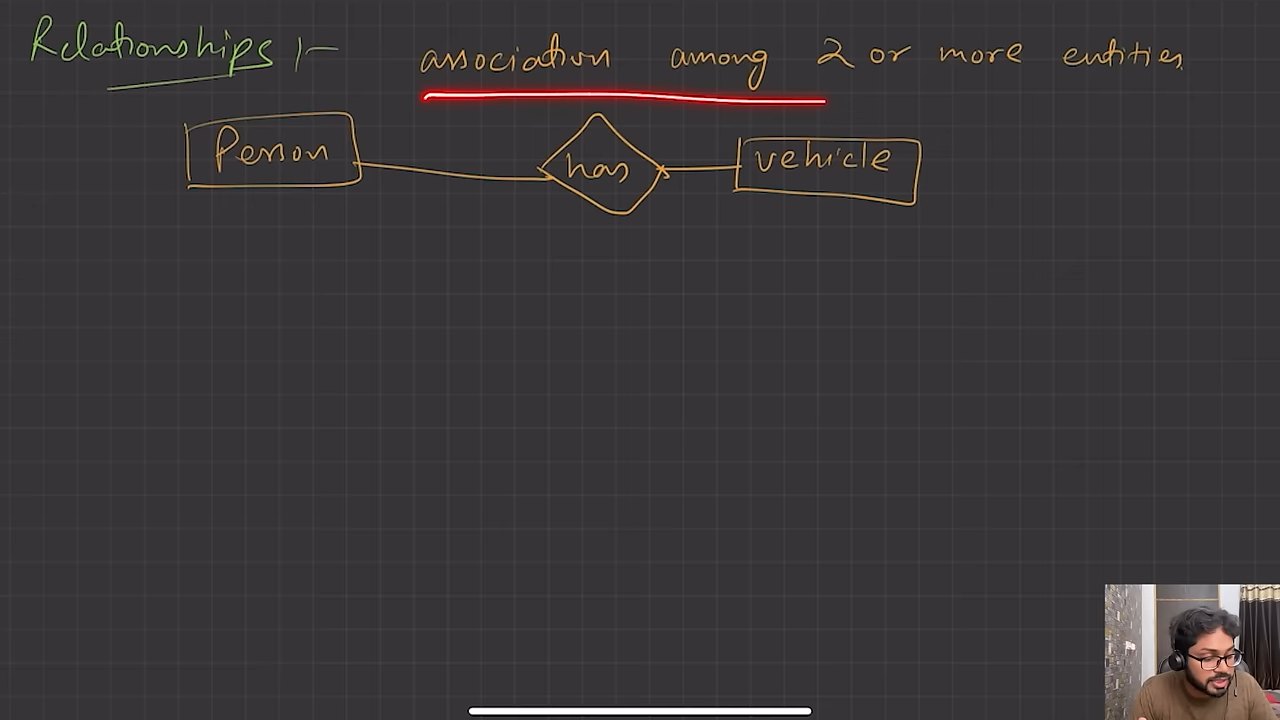 Relationships :- association among 2 or more entities
Person has vehicle